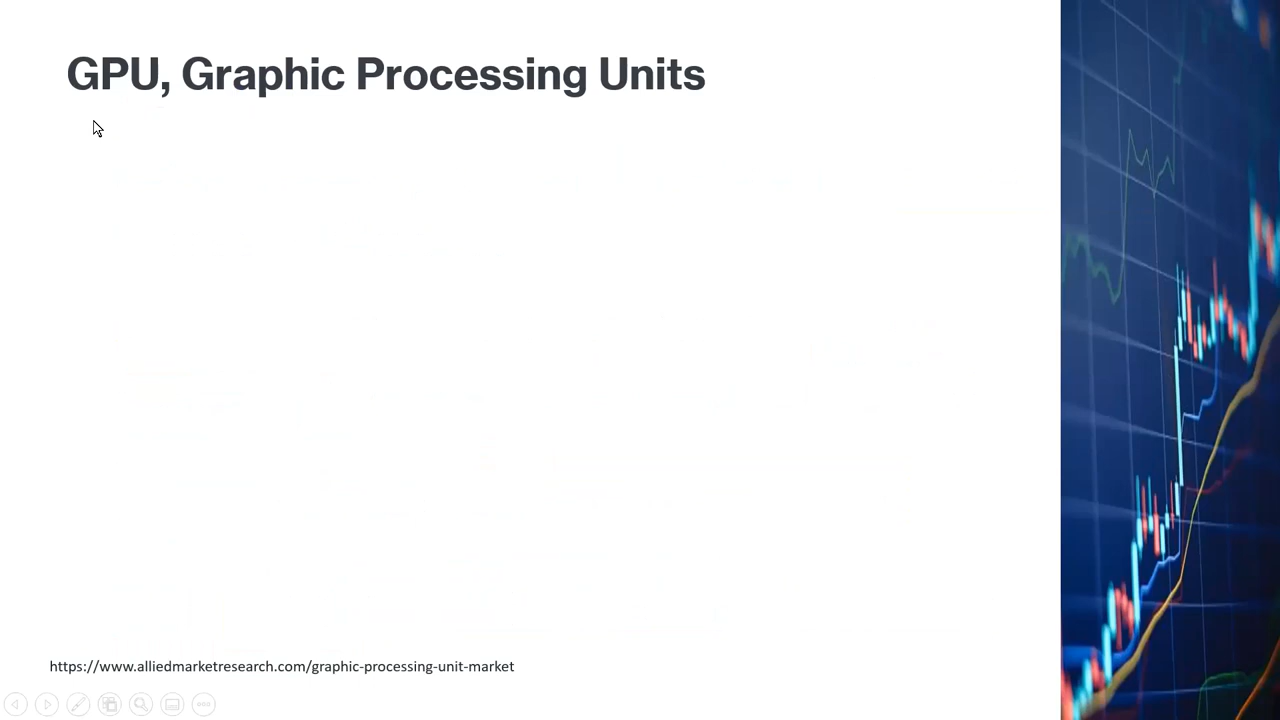 GPU, Graphic Processing Units
https://www.alliedmarketresearch.com/graphic-processing-unit-market